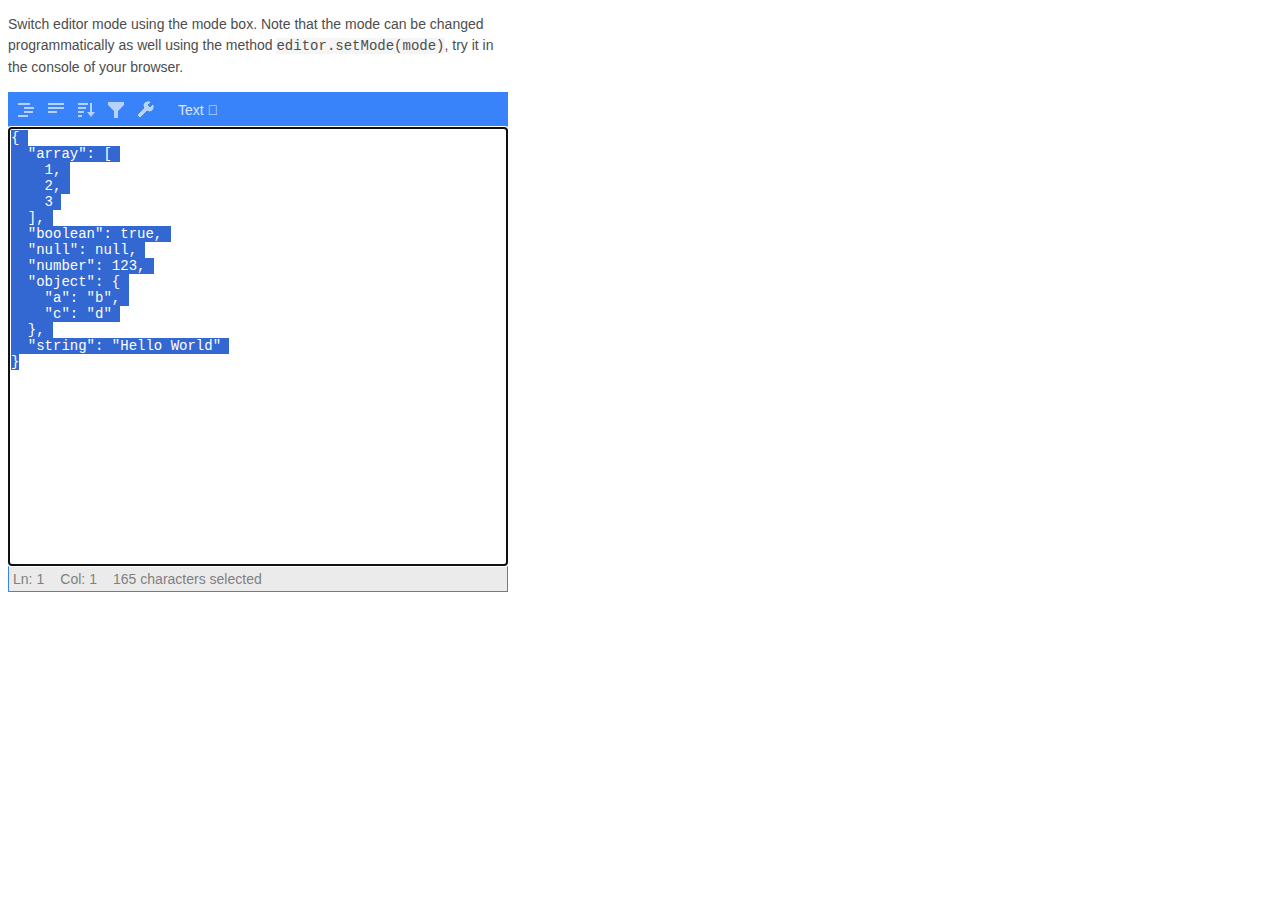 Switch editor mode using the mode box. Note that the mode can be changed
programmatically as well using the method editor.setMode(mode), try it in
the console of your browser.
Text
{
  "array": [
    1,
    2,
    3
  ],
  "boolean": true,
  "null": null,
  "number": 123,
  "object": {
    "a": "b",
    "c": "d"
  },
  "string": "Hello World"
}
Ln: 1 Col: 1 165 characters selected